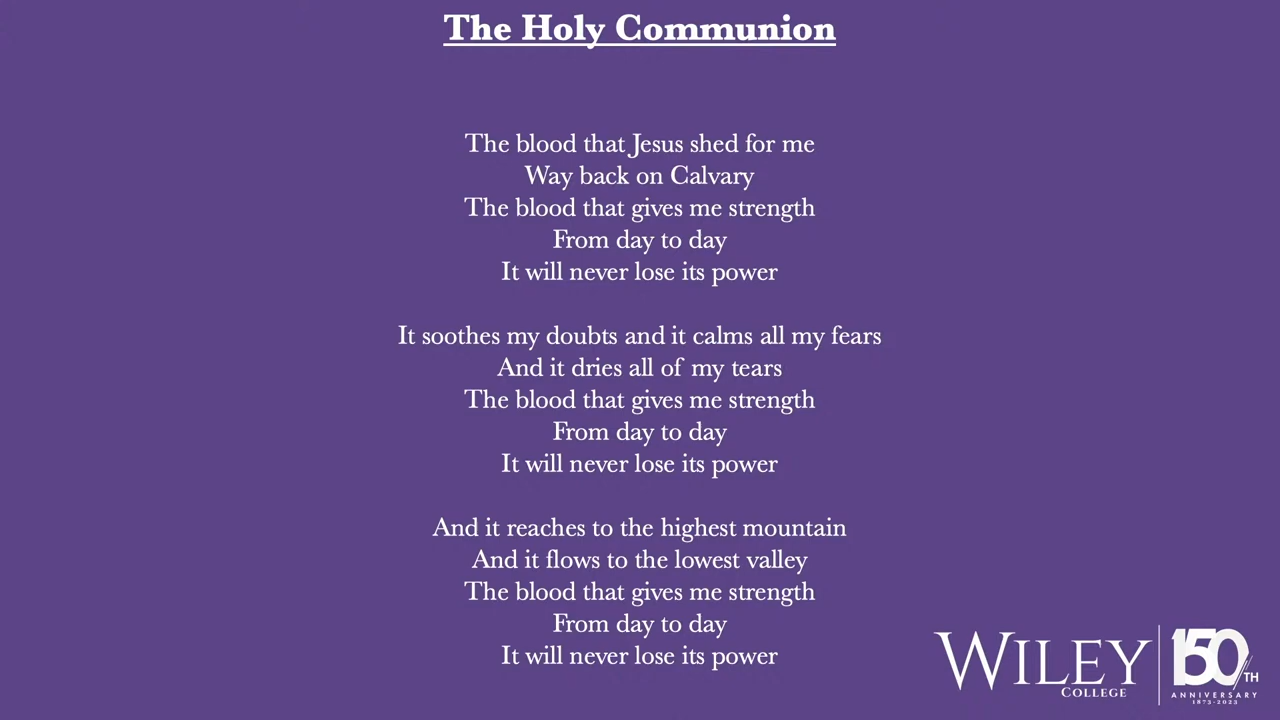 The Holy Communion
The blood that Jesus shed for me
Way back on Calvary
The blood that gives me strength
From day to day
It will never lose its power
It soothes my doubts and it calms all my fears
And it dries all of my tears
The blood that gives me strength
From day to day
It will never lose its power
And it reaches to the highest mountain
And it flows to the lowest valley
The blood that gives me strength
From day to day
It will never lose its power
WILEY
COLLEGE
150TH
ANNIVERSARY
1873-2023